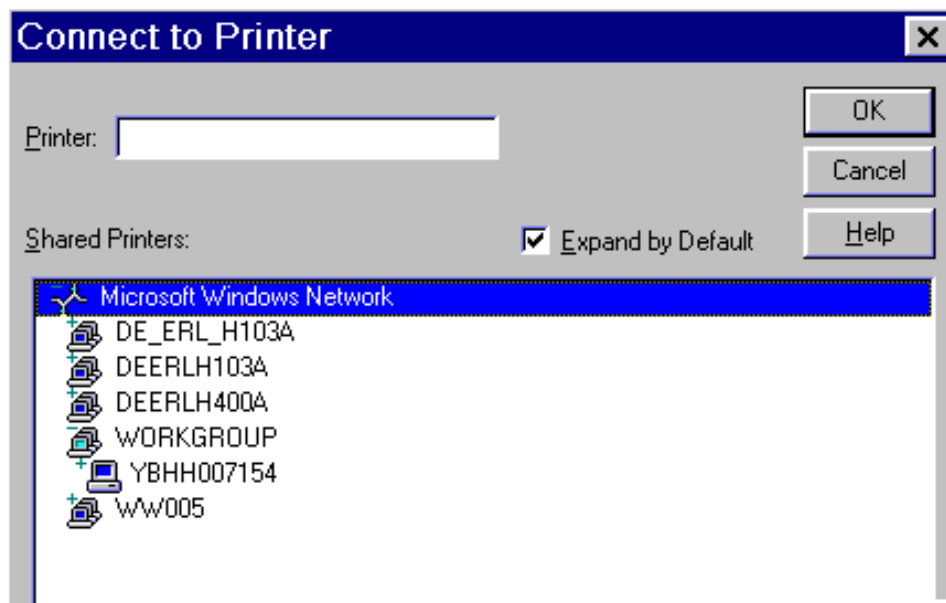 Connect to Printer
OK
Printer:
Cancel
Shared Printers:
Expand by Default
Help
Microsoft Windows Network
DE_ERL_H103A
DEERLH103A
DEERLH400A
WORKGROUP
YBHH007154
WW005